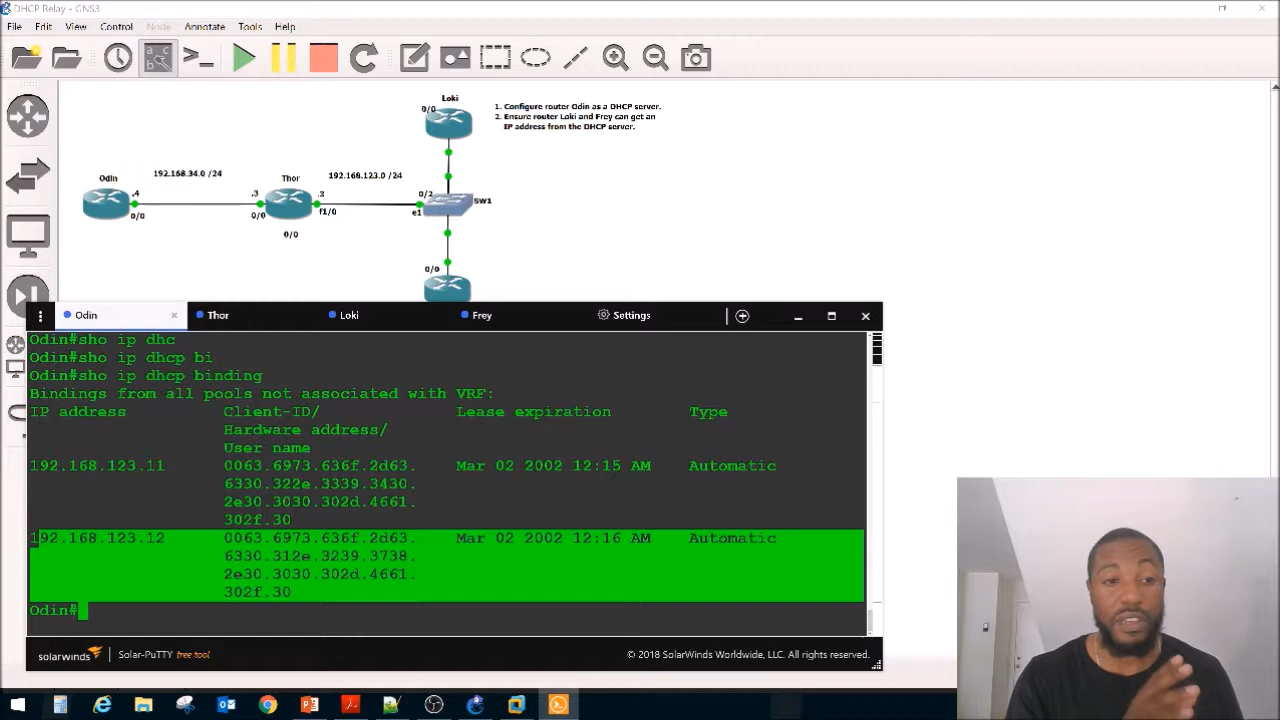 DHCP Relay - GNS3
File Edit View Control Node Annotate Tools Help
Loki
0/0
1. Configure router Odin as a DHCP server.
2. Ensure router Loki and Frey can get an
IP address from the DHCP server.
192.168.34.0 /24
192.168.123.0 /24
Odin
Thor
.4
.3
.3
0/2
SW1
0/0
0/0
f1/0
e1
0/0
0/0
Odin
Thor
Loki
Frey
Settings
Odin#sho ip dhc
Odin#sho ip dhcp bi
Odin#sho ip dhcp binding
Bindings from all pools not associated with VRF:
IP address Client-ID/ Lease expiration Type
Hardware address/
User name
192.168.123.11 0063.6973.636f.2d63. Mar 02 2002 12:15 AM Automatic
6330.322e.3339.3430.
2e30.3030.302d.4661.
302f.30
192.168.123.12 0063.6973.636f.2d63. Mar 02 2002 12:16 AM Automatic
6330.312e.3239.3738.
2e30.3030.302d.4661.
302f.30
Odin#
solarwinds Solar-PuTTY free tool © 2018 SolarWinds Worldwide, LLC. All rights reserved.